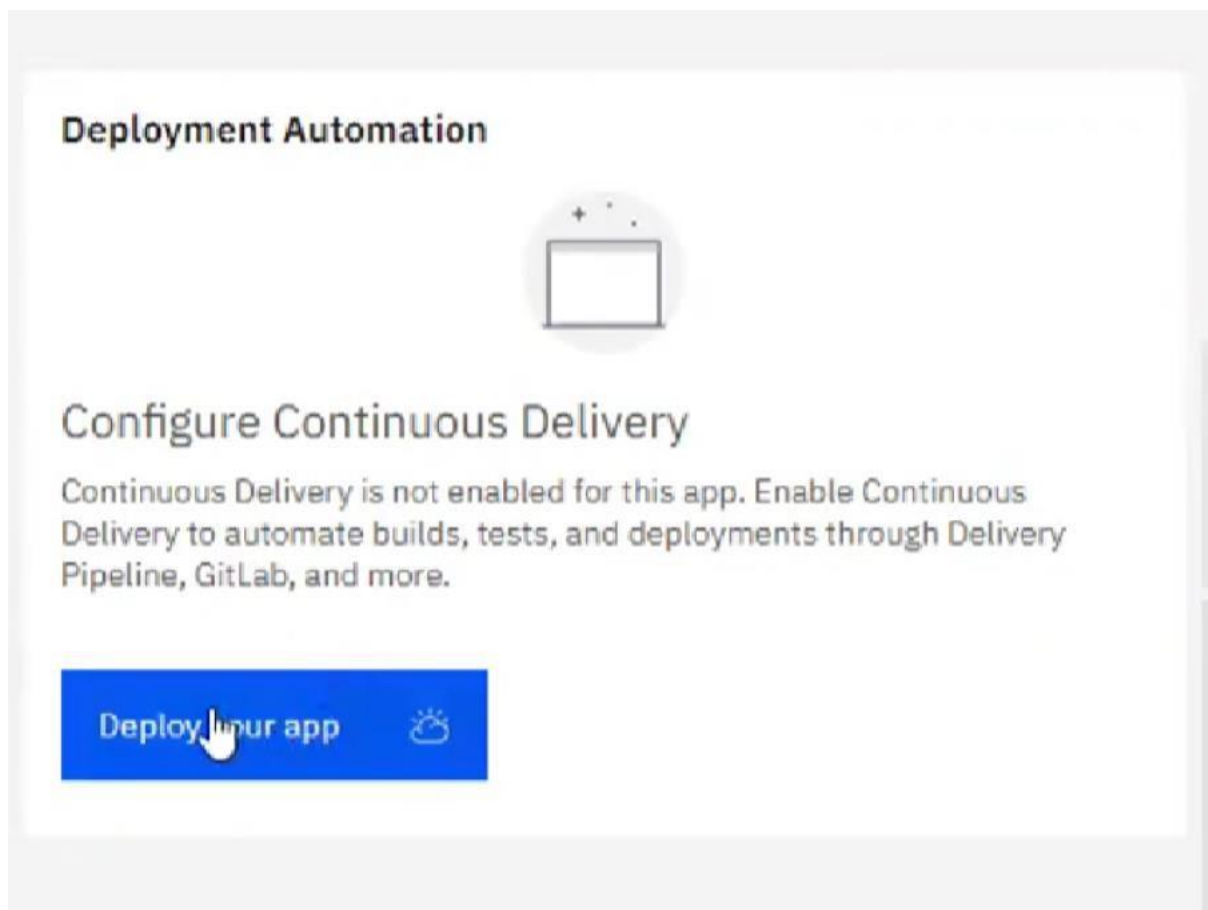 Deployment Automation
Configure Continuous Delivery
Continuous Delivery is not enabled for this app. Enable Continuous
Delivery to automate builds, tests, and deployments through Delivery
Pipeline, GitLab, and more.
Deploy your app